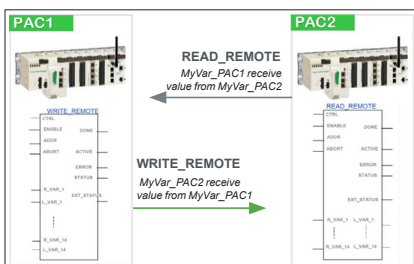 PAC1
WRITE_REMOTE
CTRL
ENABLE DONE
ADDR
ABORT ACTIVE
ERROR
STATUS
R_VAR_1 EXT_STATUS
L_VAR_1
R_VAR_14
L_VAR_14
READ_REMOTE
MyVar_PAC1 receive
value from MyVar_PAC2
WRITE_REMOTE
MyVar_PAC2 receive
value from MyVar_PAC1
PAC2
READ_REMOTE
CTRL
ENABLE DONE
ADDR
ABORT ACTIVE
ERROR
STATUS
EXT_STATUS
R_VAR_1 L_VAR_1
R_VAR_14 L_VAR_14